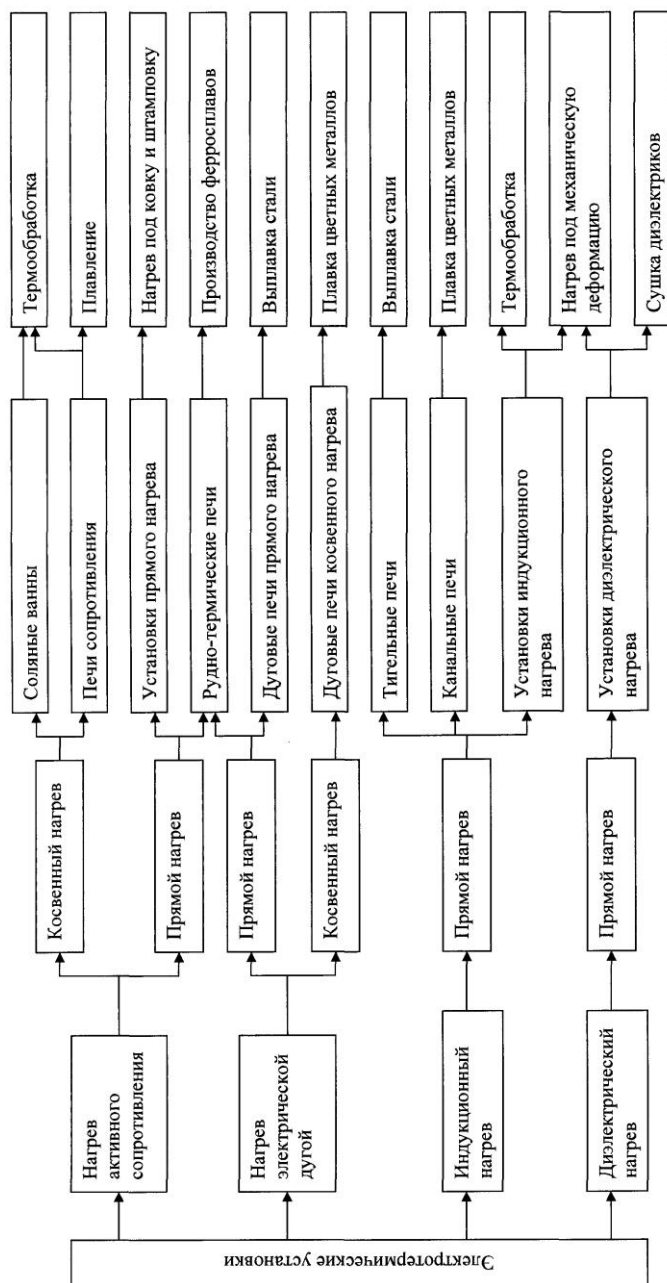 Электротермические установки
Нагрев
активного
сопротивления
Нагрев
электрической
дугой
Индукционный
нагрев
Диэлектрический
нагрев
Косвенный нагрев
Прямой нагрев
Прямой нагрев
Косвенный нагрев
Прямой нагрев
Прямой нагрев
Соляные ванны
Печи сопротивления
Установки прямого нагрева
Рудно-термические печи
Дуговые печи прямого нагрева
Дуговые печи косвенного нагрева
Тигельные печи
Канальные печи
Установки индукционного
нагрева
Установки диэлектрического
нагрева
Термообработка
Плавление
Нагрев под ковку и штамповку
Производство ферросплавов
Выплавка стали
Плавка цветных металлов
Выплавка стали
Плавка цветных металлов
Термообработка
Нагрев под механическую
деформацию
Сушка диэлектриков